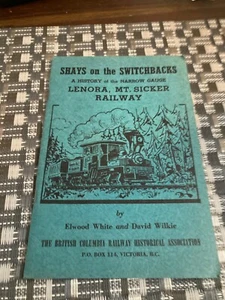 SHAYS on the SWITCHBACKS
A HISTORY of the NARROW GAUGE
LENORA, MT. SICKER
RAILWAY
by
Elwood White and David Wilkie
THE BRITISH COLUMBIA RAILWAY HISTORICAL ASSOCIATION
P.O. BOX 114, VICTORIA, B.C.